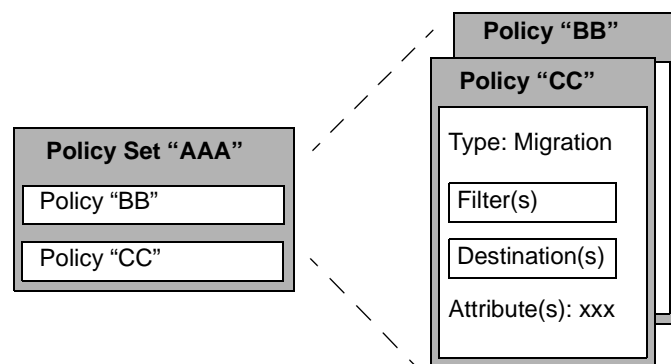 Policy Set “AAA”
Policy “BB”
Policy “CC”
Policy “BB”
Policy “CC”
Type: Migration
Filter(s)
Destination(s)
Attribute(s): xxx